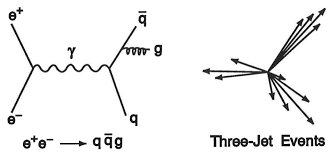 e⁺
q̅
γ
g
e⁻
q
e⁺e⁻ → q q̅ g
Three-Jet Events